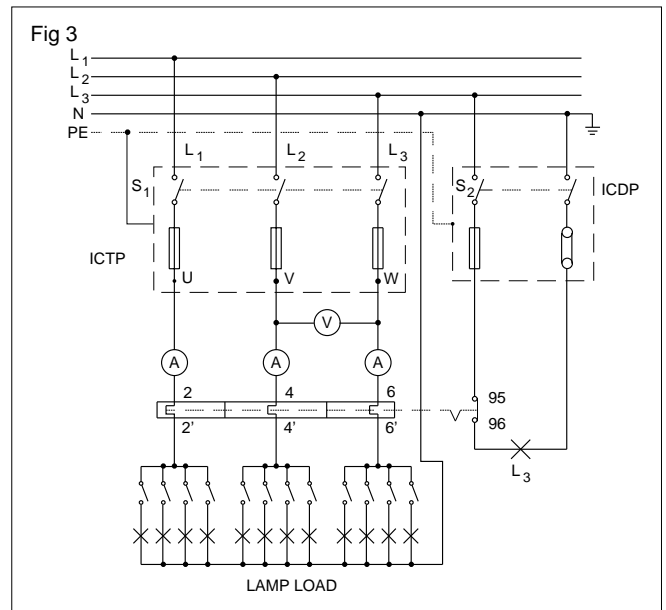 Fig 3
L1
L2
L3
N
PE
L1 L2 L3
S1 S2 ICDP
ICTP
U V W
V
A A A
2 4 6 95
2' 4' 6' 96
L3
LAMP LOAD